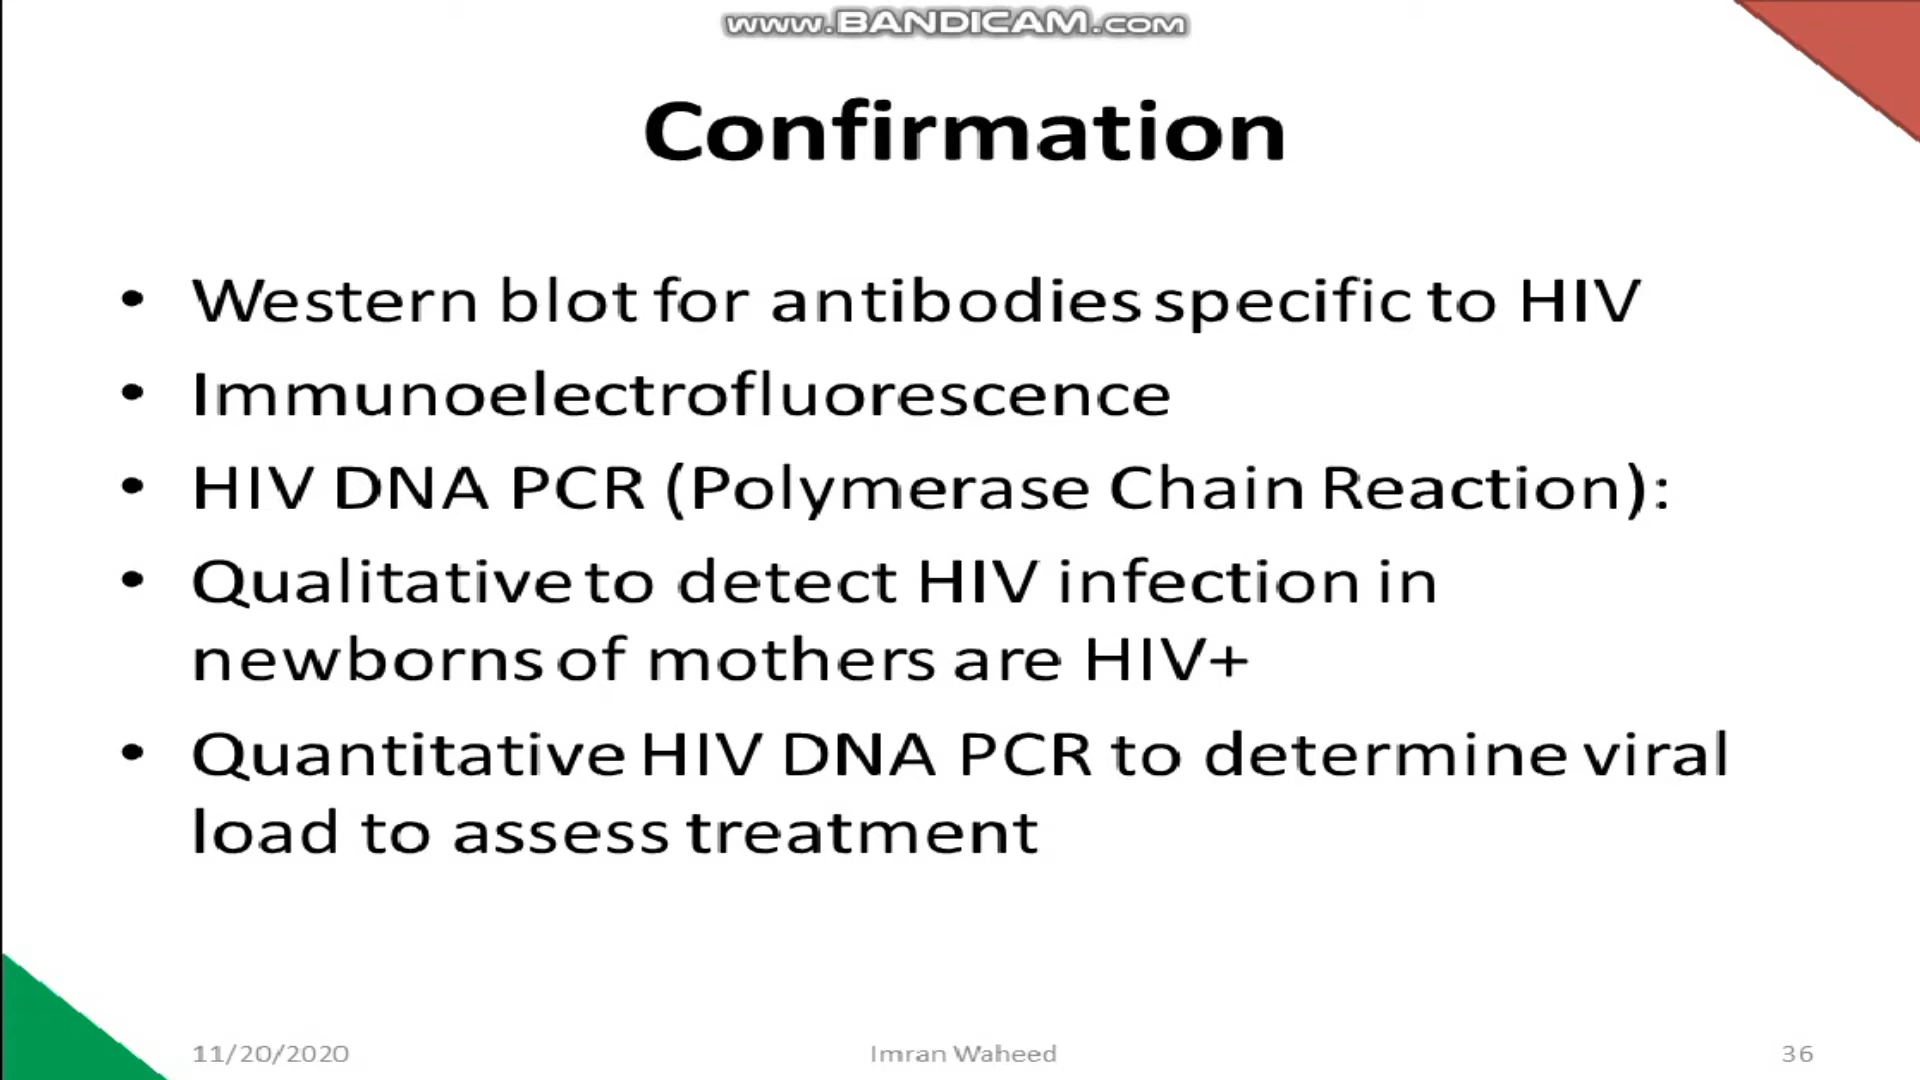 www.BANDICAM.com
Confirmation
• Western blot for antibodies specific to HIV
• Immunoelectrofluorescence
• HIV DNA PCR (Polymerase Chain Reaction):
• Qualitative to detect HIV infection in
newborns of mothers are HIV+
• Quantitative HIV DNA PCR to determine viral
load to assess treatment
11/20/2020
Imran Waheed
36